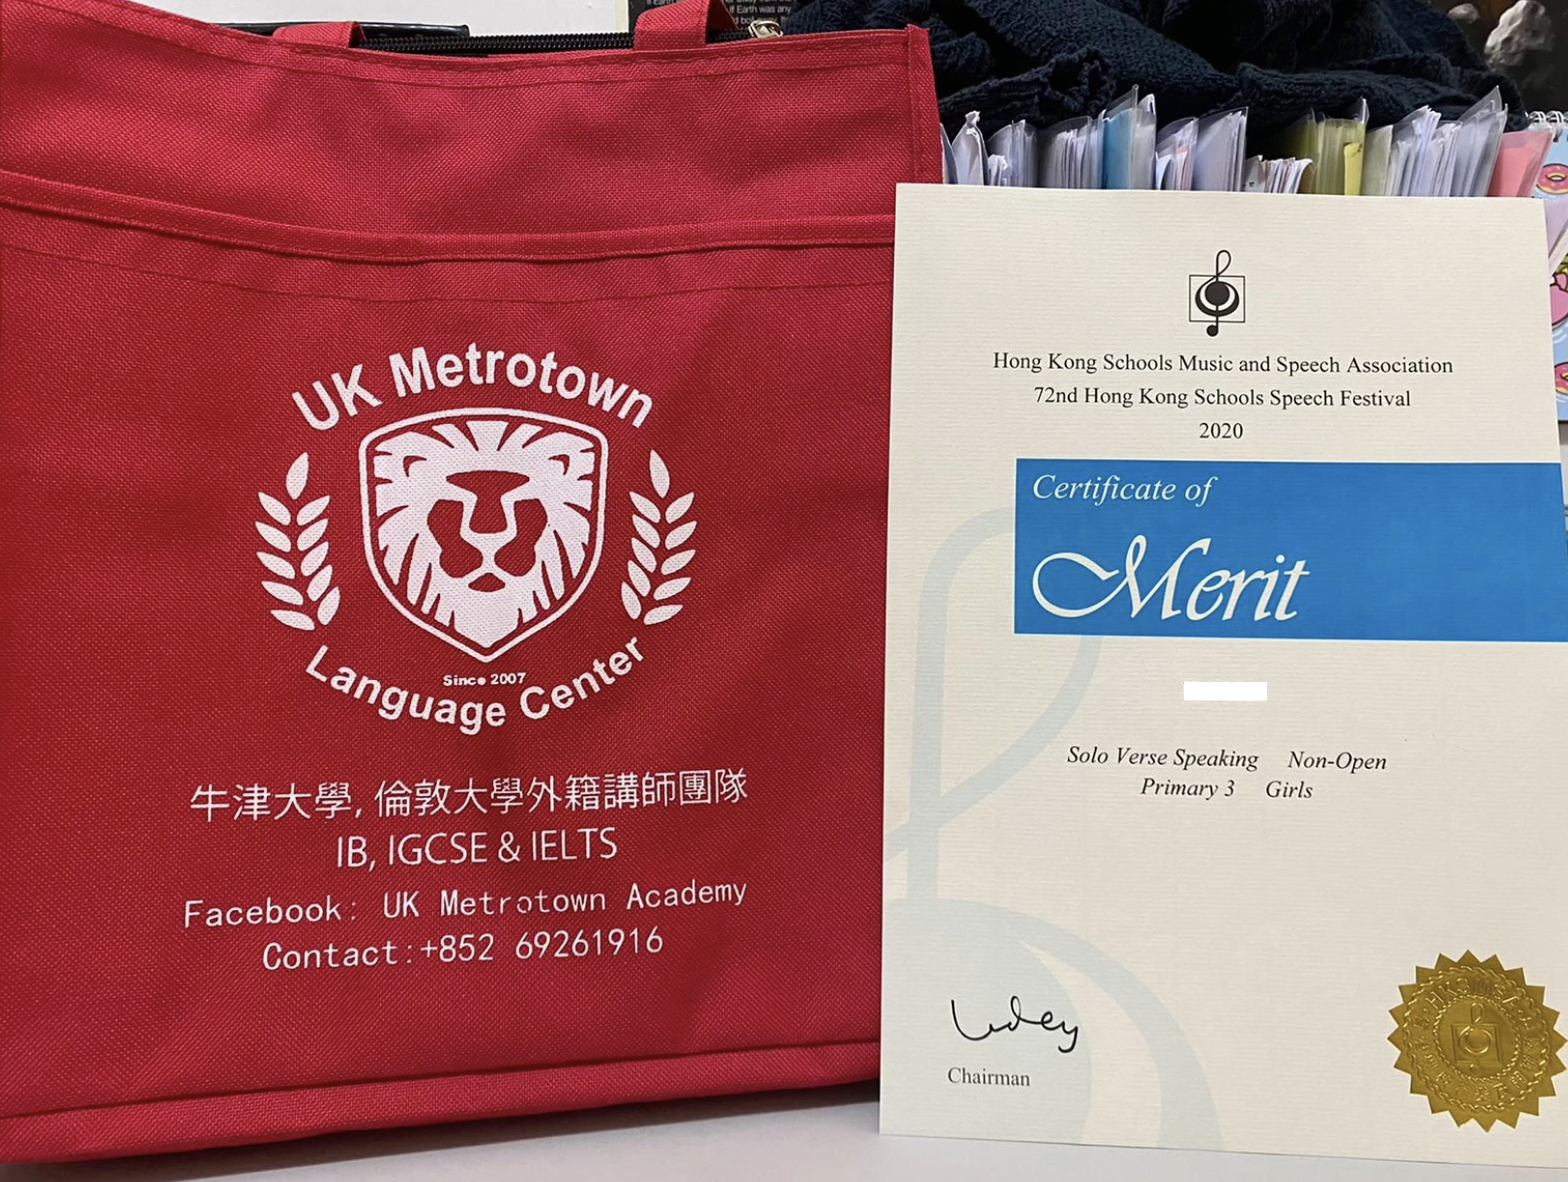 UK Metrotown
Since 2007
Language Center
牛津大學, 倫敦大學外籍講師團隊
IB, IGCSE & IELTS
Facebook: UK Metrotown Academy
Contact:+852 69261916
Hong Kong Schools Music and Speech Association
72nd Hong Kong Schools Speech Festival
2020
Certificate of
Merit
Solo Verse Speaking Non-Open
Primary 3 Girls
Chairman